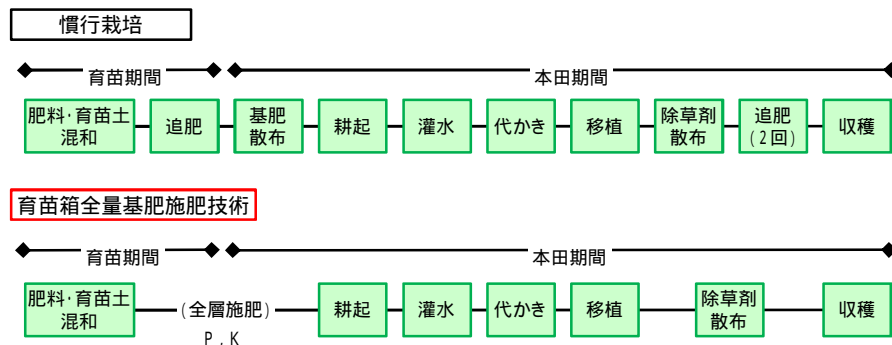 慣行栽培
育苗期間
本田期間
肥料・育苗土
混和
追肥
基肥
散布
耕起
灌水
代かき
移植
除草剤
散布
追肥
(2回)
収穫
育苗箱全量基肥施肥技術
育苗期間
本田期間
肥料・育苗土
混和
(全層施肥)
P,K
耕起
灌水
代かき
移植
除草剤
散布
収穫